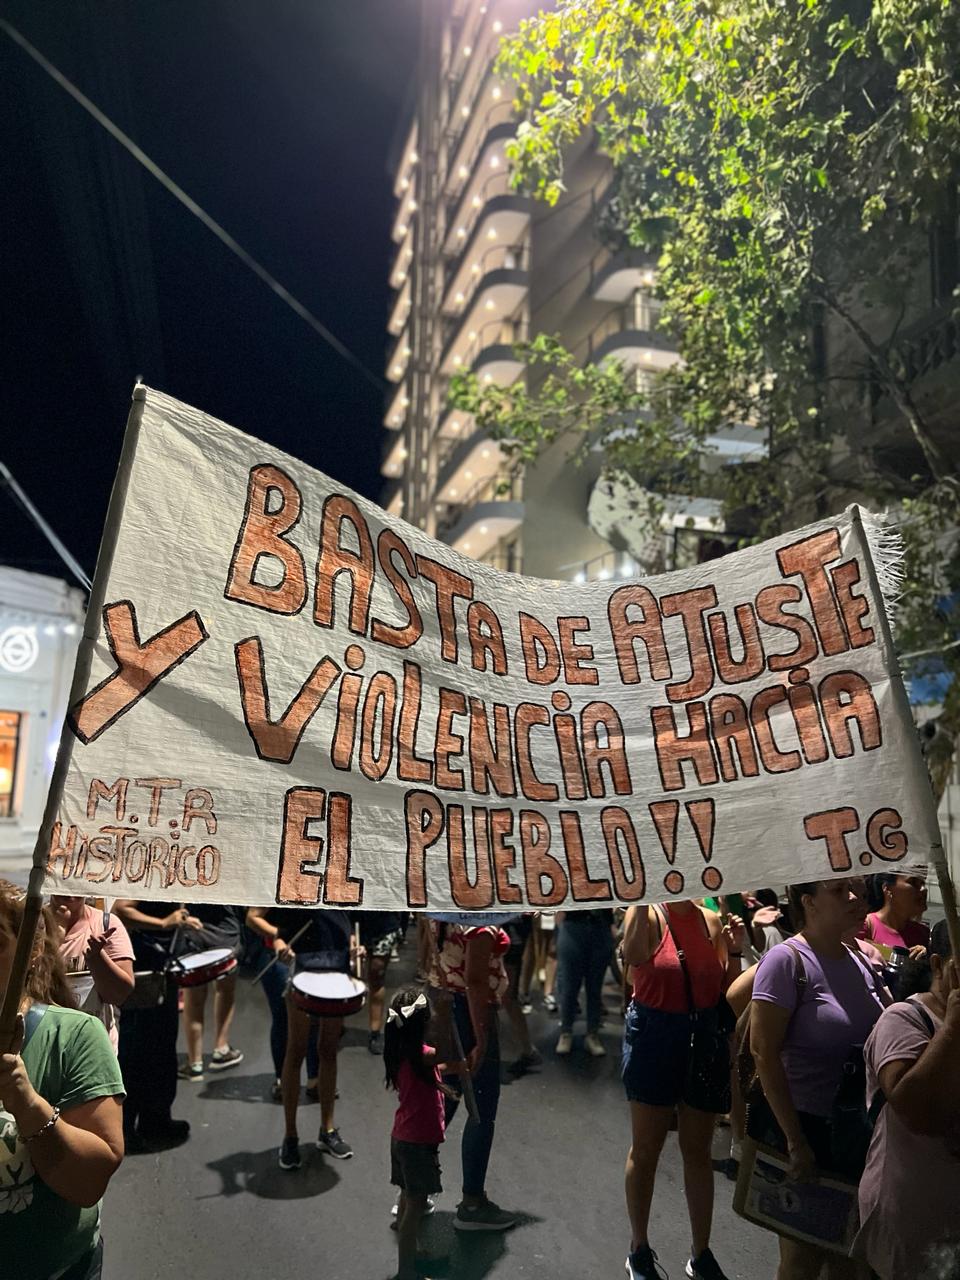 BASTA DE AJUSTE
Y VIOLENCIA HACIA
EL PUEBLO!!
M.T.R
HISTORICO
T.G